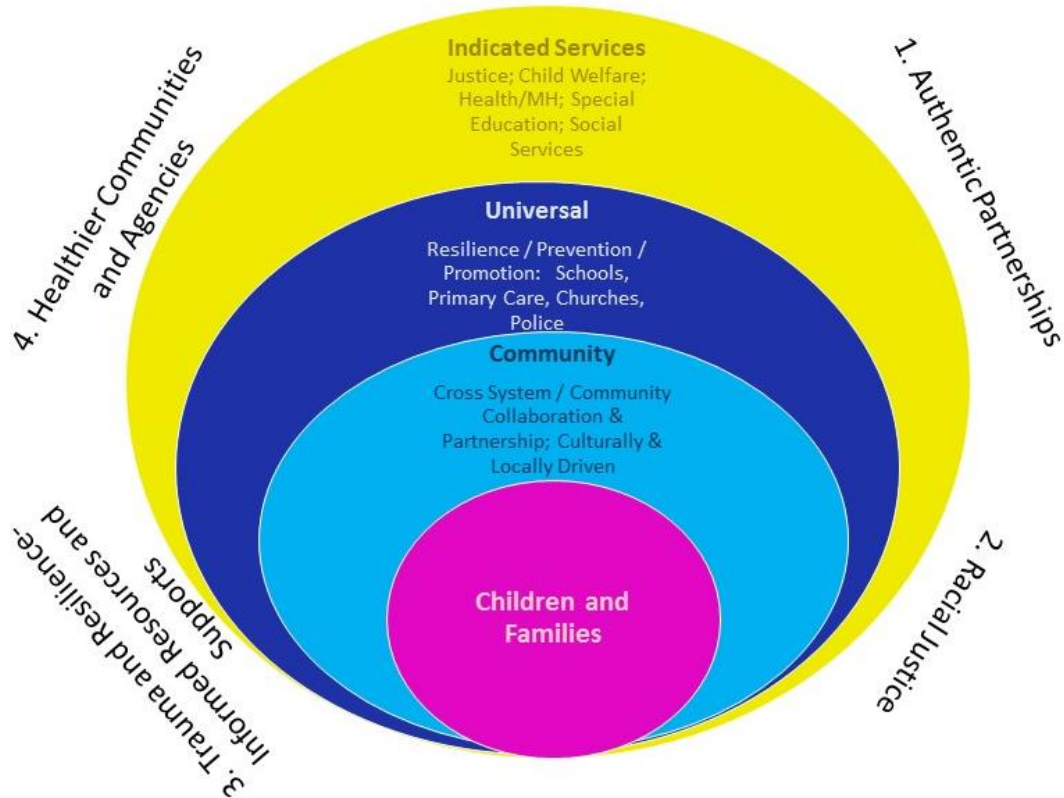 Indicated Services
Justice; Child Welfare;
Health/MH; Special
Education; Social
Services
Universal
Resilience / Prevention /
Promotion: Schools,
Primary Care, Churches,
Police
Community
Cross System / Community
Collaboration &
Partnership; Culturally &
Locally Driven
Children and
Families
1. Authentic Partnerships
2. Racial Justice
3. Trauma and Resilience-
Informed Resources and
Supports
4. Healthier Communities
and Agencies